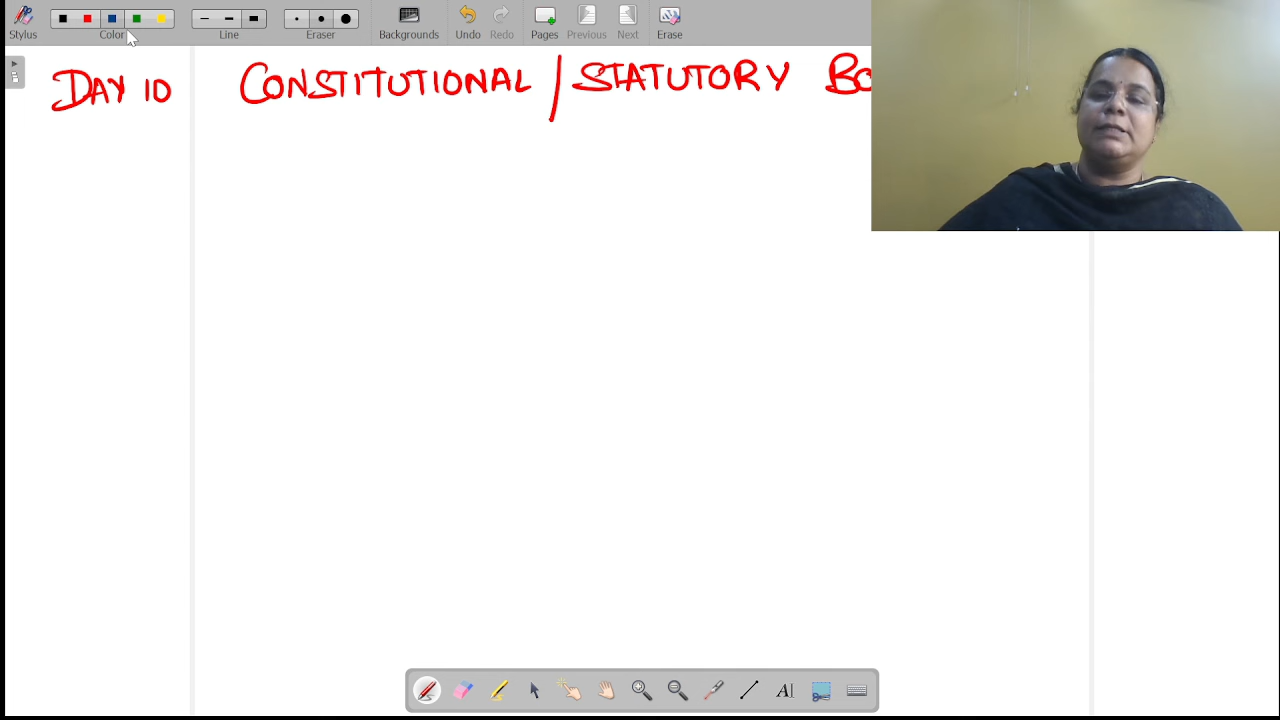 Stylus Color Line Eraser Backgrounds Undo Redo Pages Previous Next Erase
DAY 10 CONSTITUTIONAL / STATUTORY